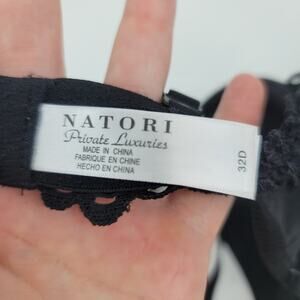 NATORI
Private Luxuries
MADE IN CHINA
FABRIQUE EN CHINE
HECHO EN CHINA
32D